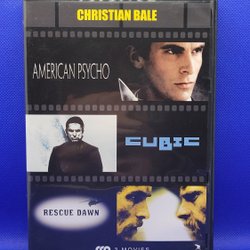 CHRISTIAN BALE
AMERICAN PSYCHO
CUBIC
RESCUE DAWN
3 MOVIES